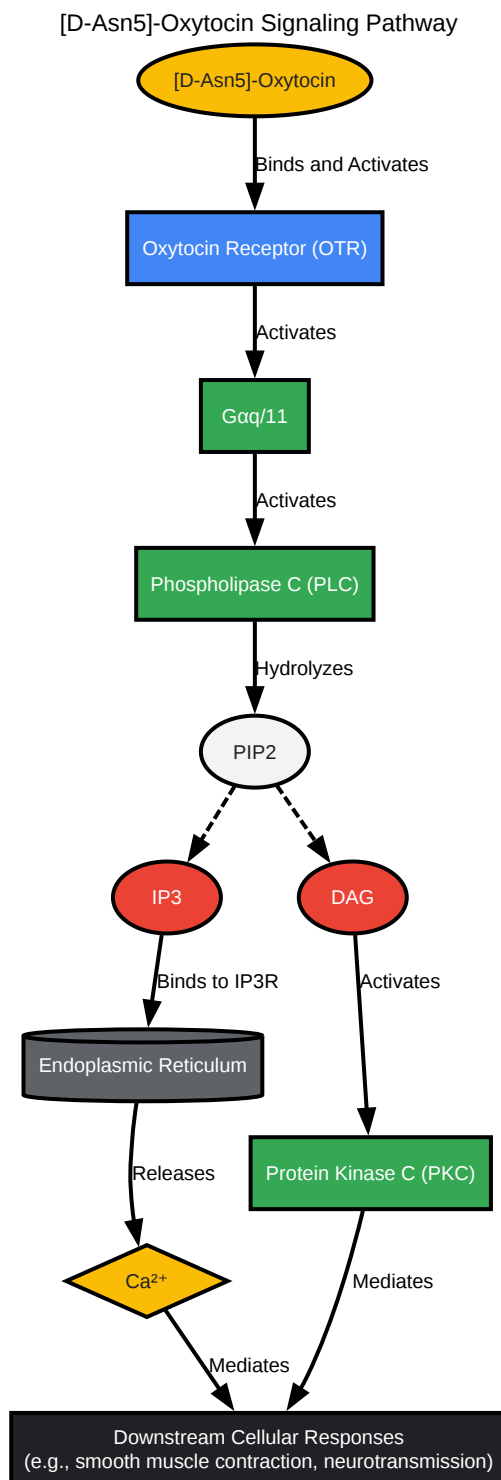 [D-Asn5]-Oxytocin Signaling Pathway
[D-Asn5]-Oxytocin
Binds and Activates
Oxytocin Receptor (OTR)
Activates
Gαq/11
Activates
Phospholipase C (PLC)
Hydrolyzes
PIP2
IP3
DAG
Binds to IP3R
Activates
Endoplasmic Reticulum
Releases
Protein Kinase C (PKC)
Ca²⁺
Mediates
Mediates
Downstream Cellular Responses
(e.g., smooth muscle contraction, neurotransmission)